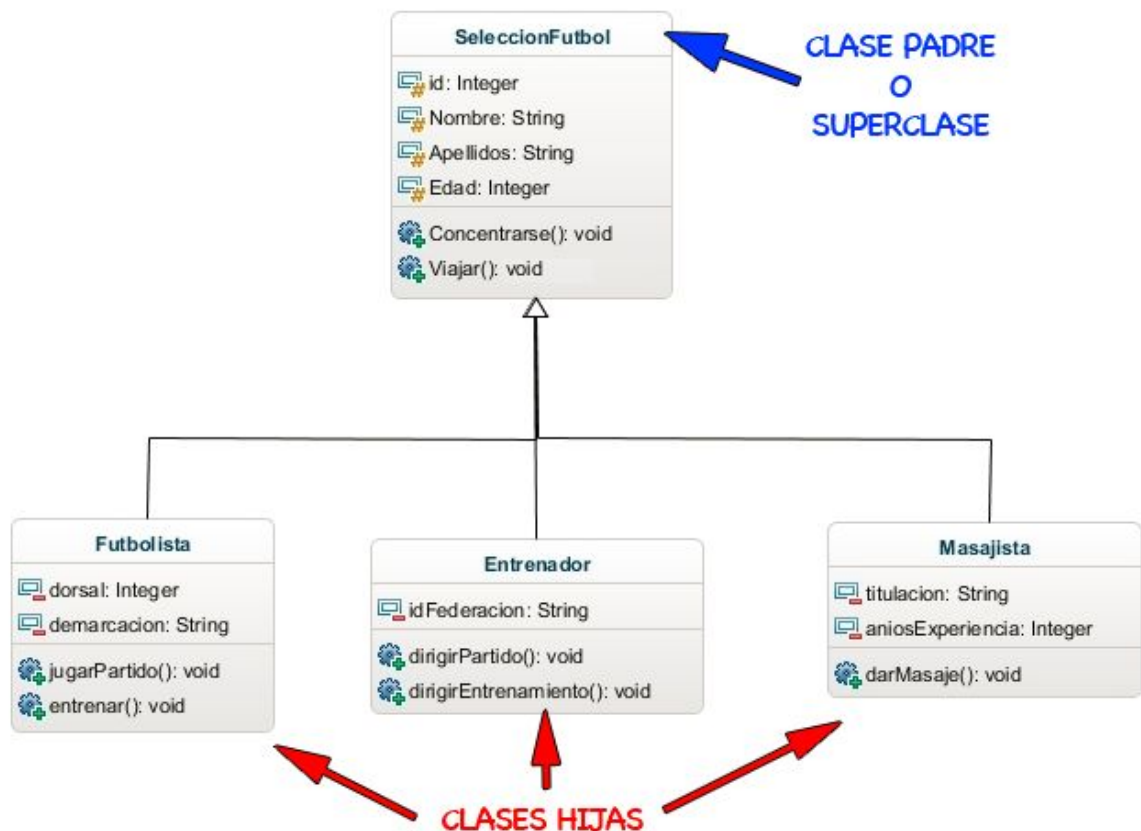 SeleccionFutbol
id: Integer
Nombre: String
Apellidos: String
Edad: Integer
Concentrarse(): void
Viajar(): void
CLASE PADRE
O
SUPERCLASE
Futbolista
dorsal: Integer
demarcacion: String
jugarPartido(): void
entrenar(): void
Entrenador
idFederacion: String
dirigirPartido(): void
dirigirEntrenamiento(): void
Masajista
titulacion: String
aniosExperiencia: Integer
darMasaje(): void
CLASES HIJAS